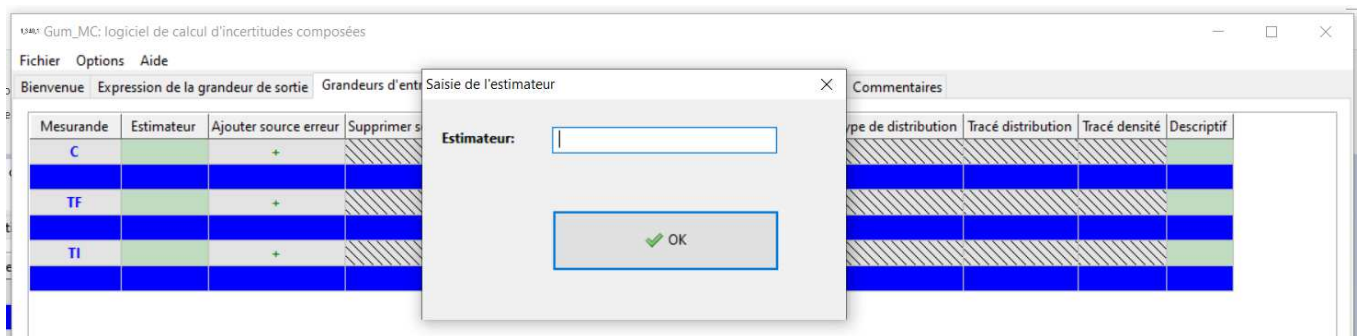 Gum_MC: logiciel de calcul d'incertitudes composées
Fichier Options Aide
Bienvenue Expression de la grandeur de sortie Grandeurs d'entr Commentaires
Saisie de l'estimateur
Mesurande Estimateur Ajouter source erreur Supprimer s ype de distribution Tracé distribution Tracé densité Descriptif
Estimateur:
C +
TF +
TI +
OK